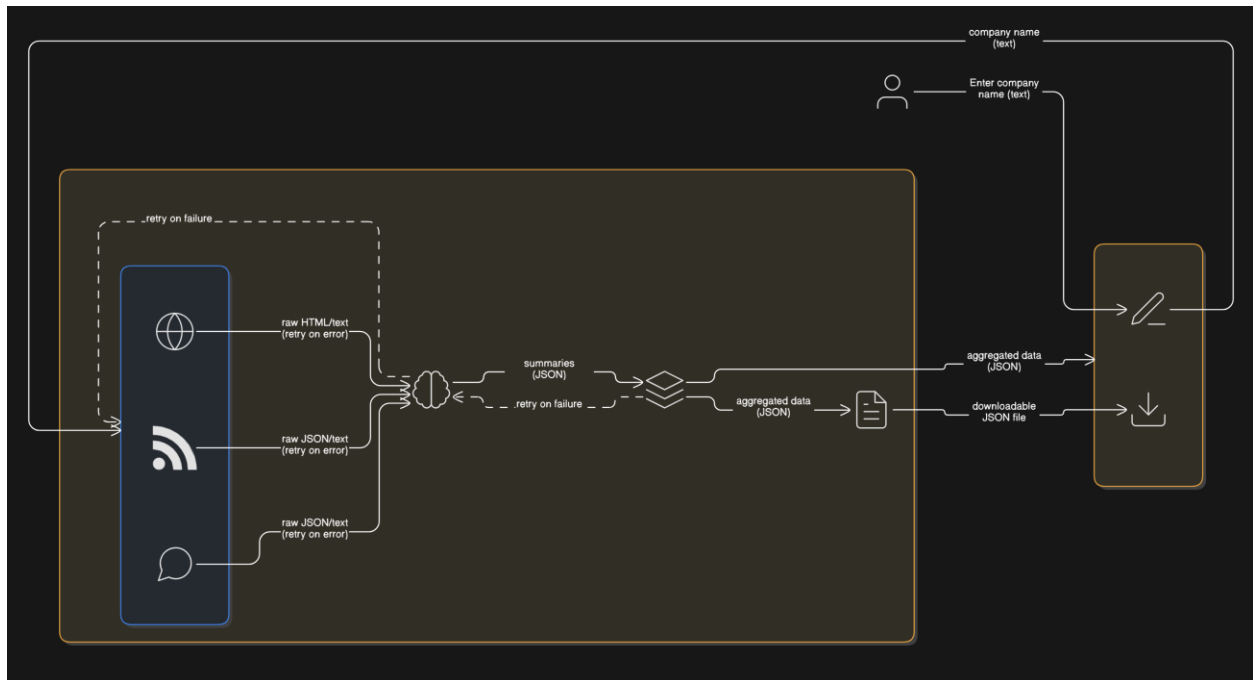 company name
(text)
Enter company
name (text)
retry on failure
raw HTML/text
(retry on error)
summaries
(JSON)
aggregated data
(JSON)
retry on failure
aggregated data
(JSON)
downloadable
JSON file
raw JSON/text
(retry on error)
raw JSON/text
(retry on error)